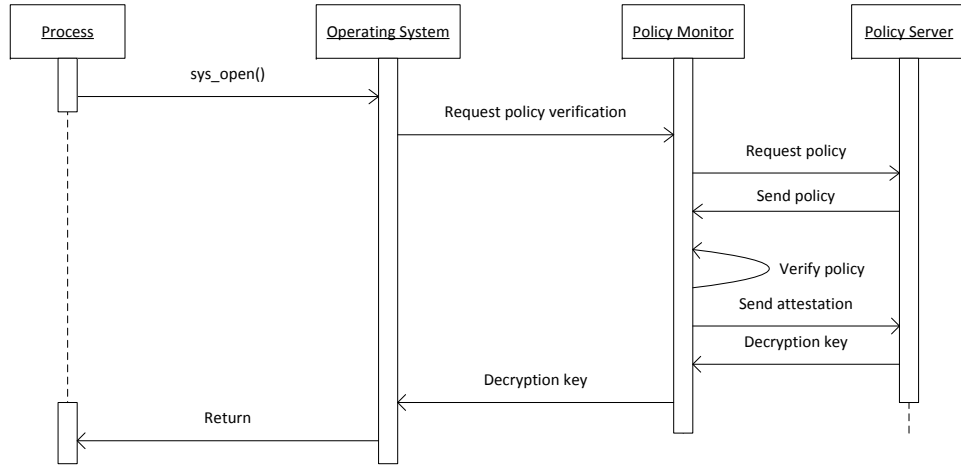 Process
Operating System
Policy Monitor
Policy Server
sys_open()
Request policy verification
Request policy
Send policy
Verify policy
Send attestation
Decryption key
Decryption key
Return